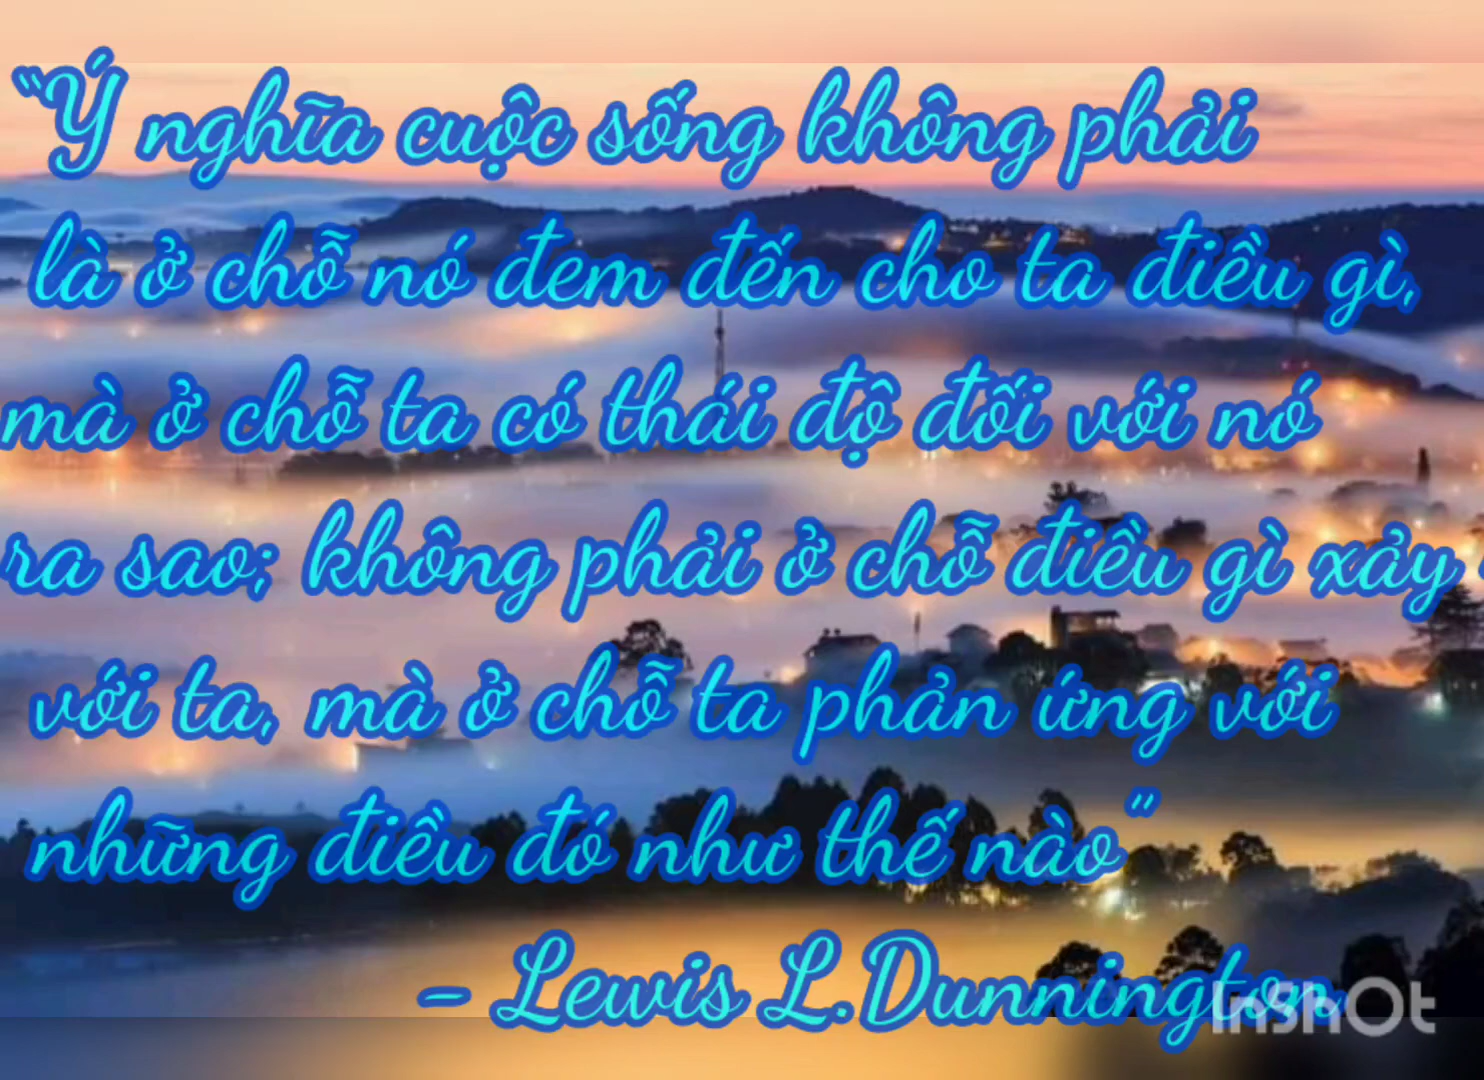 “Ý nghĩa cuộc sống không phải
là ở chỗ nó đem đến cho ta điều gì,
mà ở chỗ ta có thái độ đối với nó
ra sao; không phải ở chỗ điều gì xảy
với ta, mà ở chỗ ta phản ứng với
những điều đó như thế nào”
– Lewis L.Dunnington
InShOt